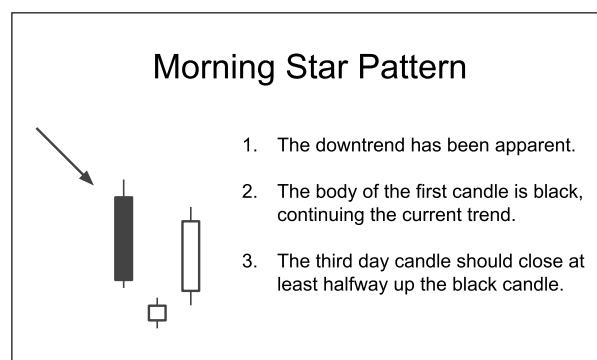 Morning Star Pattern
1. The downtrend has been apparent.
2. The body of the first candle is black,
continuing the current trend.
3. The third day candle should close at
least halfway up the black candle.